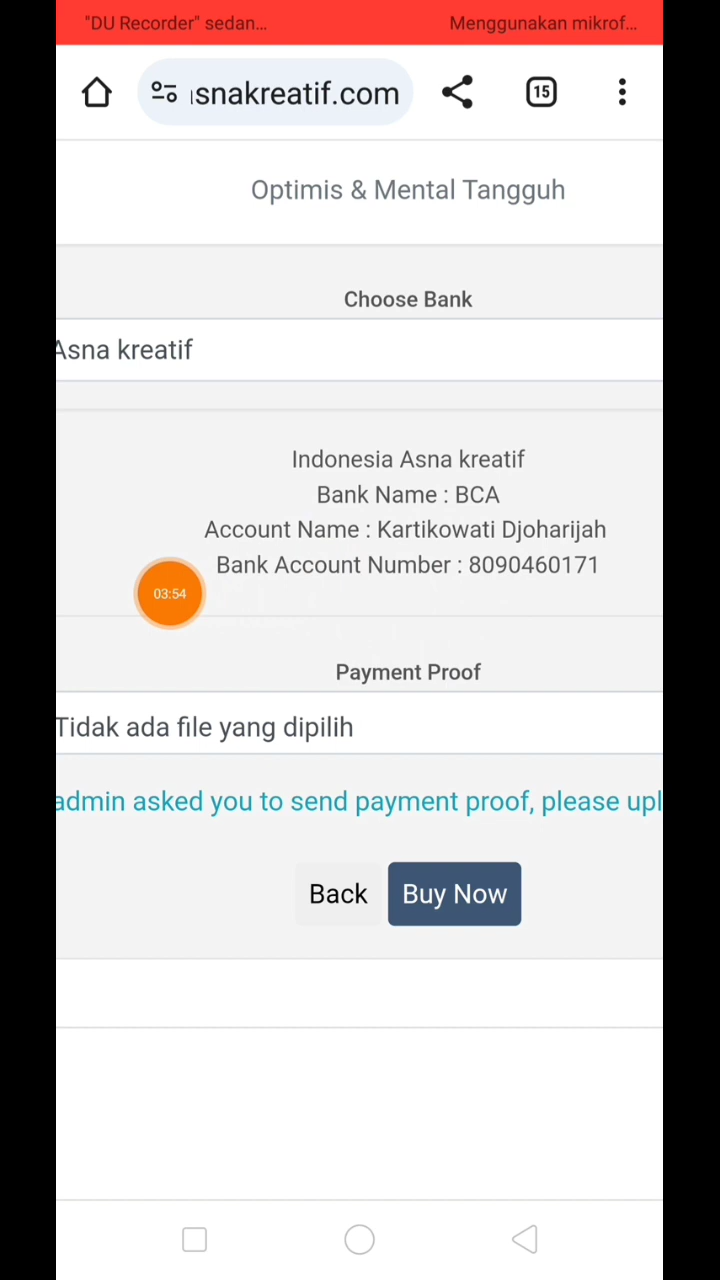 "DU Recorder" sedan... Menggunakan mikrof...
snakreatif.com 15
Optimis & Mental Tangguh
Choose Bank
Asna kreatif
Indonesia Asna kreatif
Bank Name : BCA
Account Name : Kartikowati Djoharijah
Bank Account Number : 8090460171
03:54
Payment Proof
Tidak ada file yang dipilih
admin asked you to send payment proof, please upl
Back Buy Now